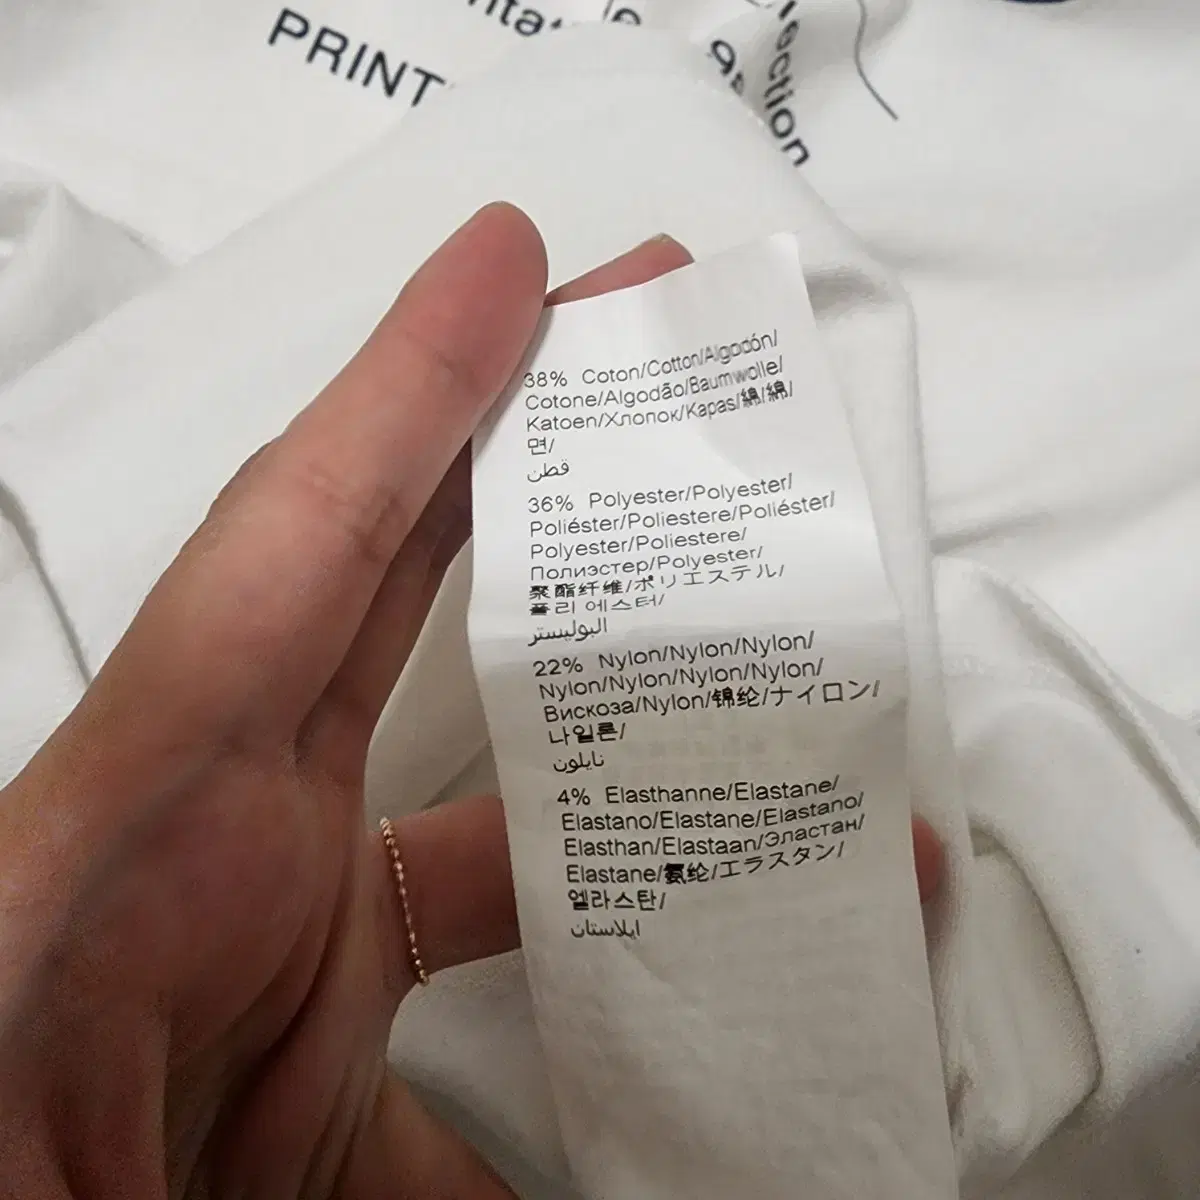 PRINT
ction
38% Coton/Cotton/Algodón/
Cotone/Algodão/Baumwolle/
Katoen/Хлопок/Kapas/綿/綿/
면/
قطن
36% Polyester/Polyester/
Poliéster/Poliestere/Poliéster/
Polyester/Poliestere/
Полиэстер/Polyester/
聚酯纤维/ポリエステル/
폴리 에스터/
البوليستر
22% Nylon/Nylon/Nylon/
Nylon/Nylon/Nylon/Nylon/
Вискоза/Nylon/锦纶/ナイロン/
나일론/
نايلون
4% Elasthanne/Elastane/
Elastano/Elastane/Elastano/
Elasthan/Elastaan/Эластан/
Elastane/氨纶/エラスタン/
엘라스탄/
ايلاستان